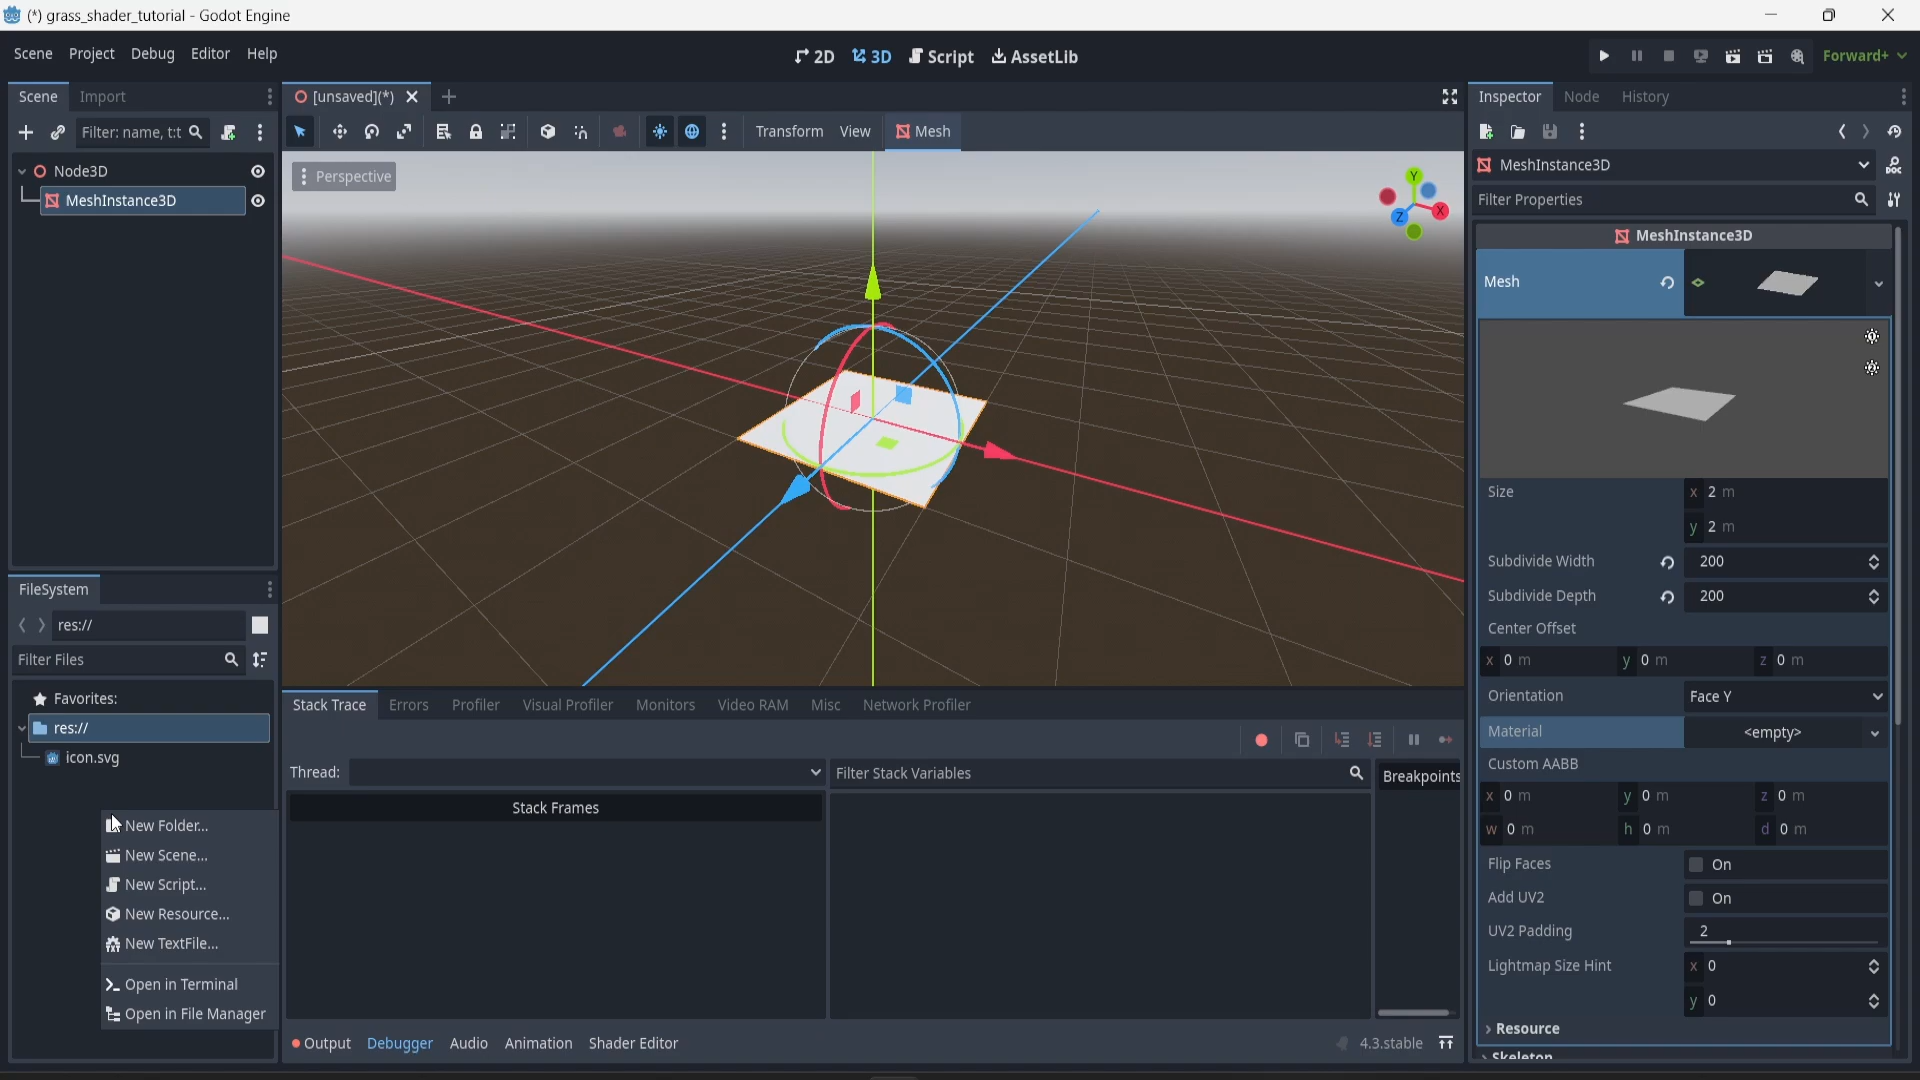 (*) grass_shader_tutorial - Godot Engine
Scene Project Debug Editor Help
2D 3D Script AssetLib
Forward+
Scene Import
Filter: name, t:t
Node3D
MeshInstance3D
[unsaved](*)
Transform View Mesh
Perspective
Y
X
Z
FileSystem
res://
Filter Files
Favorites:
res://
icon.svg
New Folder...
New Scene...
New Script...
New Resource...
New TextFile...
Open in Terminal
Open in File Manager
Stack Trace Errors Profiler Visual Profiler Monitors Video RAM Misc Network Profiler
Thread:
Filter Stack Variables
Breakpoints
Stack Frames
Output Debugger Audio Animation Shader Editor
4.3.stable
Inspector Node History
MeshInstance3D
Filter Properties
MeshInstance3D
Mesh
Size x 2 m
y 2 m
Subdivide Width 200
Subdivide Depth 200
Center Offset
x 0 m y 0 m z 0 m
Orientation Face Y
Material <empty>
Custom AABB
x 0 m y 0 m z 0 m
w 0 m h 0 m d 0 m
Flip Faces On
Add UV2 On
UV2 Padding 2
Lightmap Size Hint x 0
y 0
Resource
Skeleton